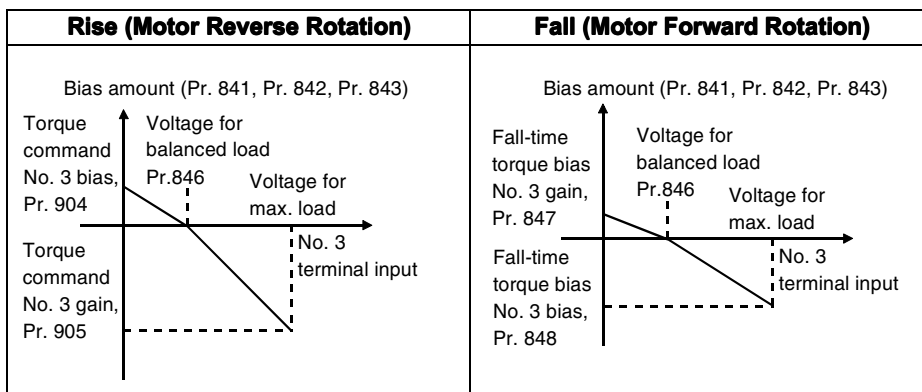 Rise (Motor Reverse Rotation)
Bias amount (Pr. 841, Pr. 842, Pr. 843)
Torque
command
No. 3 bias,
Pr. 904
Voltage for
balanced load
Pr.846
Voltage for
max. load
No. 3
terminal input
Torque
command
No. 3 gain,
Pr. 905
Fall (Motor Forward Rotation)
Bias amount (Pr. 841, Pr. 842, Pr. 843)
Fall-time
torque bias
No. 3 gain,
Pr. 847
Voltage for
balanced load
Pr.846
Voltage for
max. load
No. 3
terminal input
Fall-time
torque bias
No. 3 bias,
Pr. 848